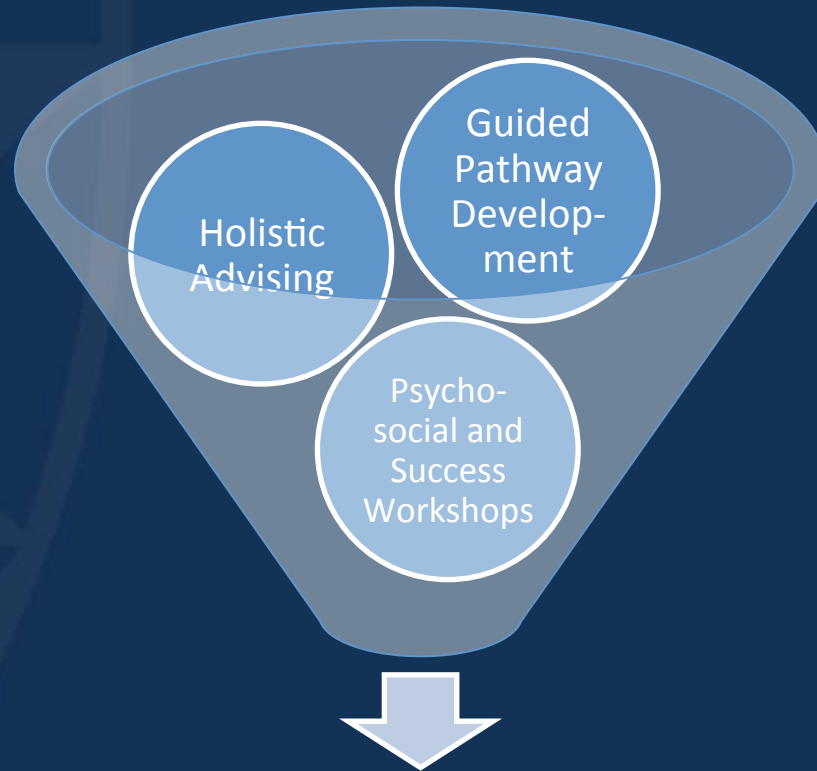 Guided
Pathway
Develop-
ment
Holistic
Advising
Psycho-
social and
Success
Workshops